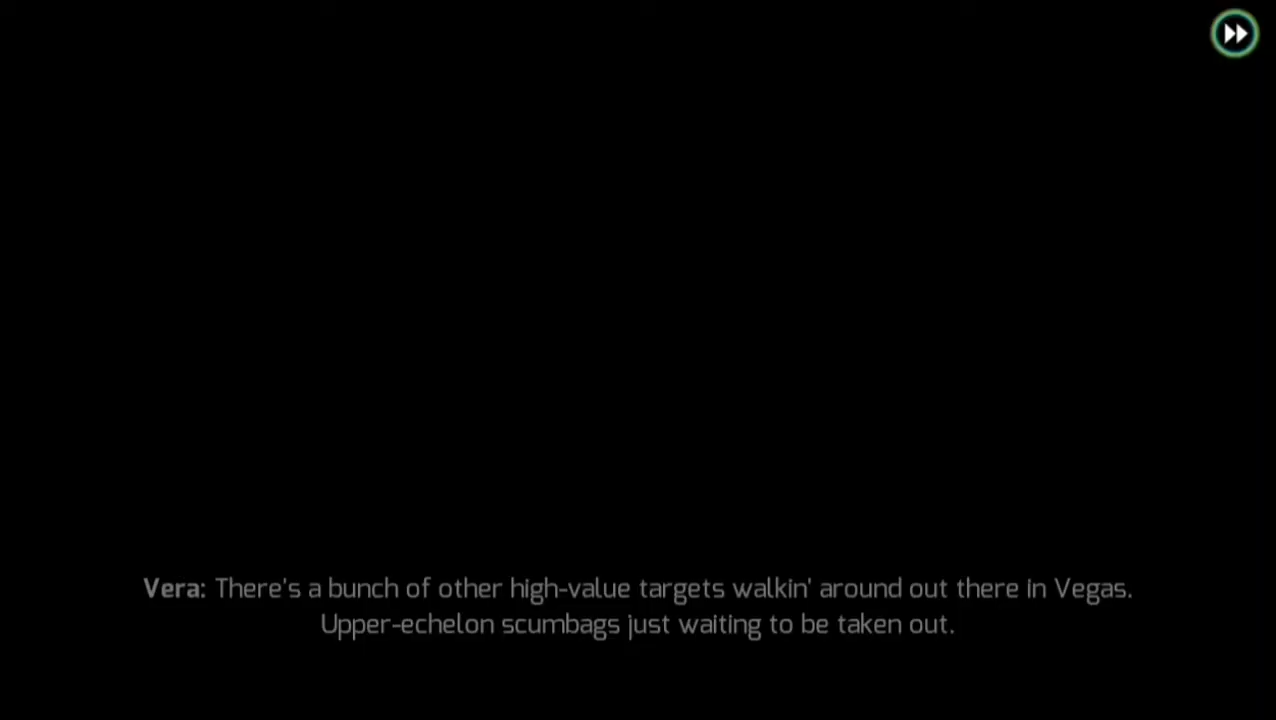 Vera: There's a bunch of other high-value targets walkin' around out there in Vegas.
Upper-echelon scumbags just waiting to be taken out.